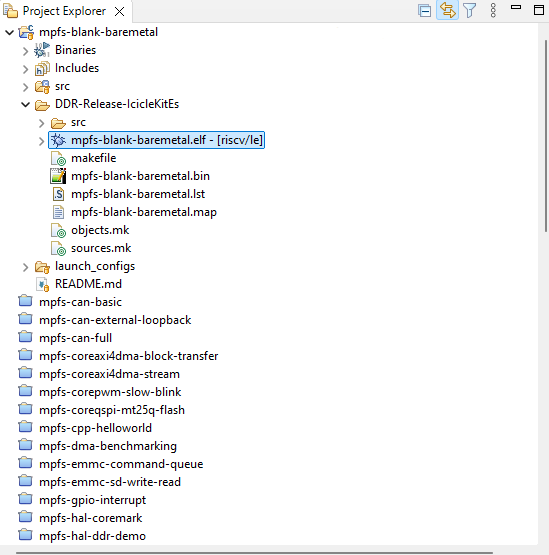 Project Explorer
mpfs-blank-baremetal
Binaries
Includes
src
DDR-Release-IcicleKitEs
src
mpfs-blank-baremetal.elf - [riscv/le]
makefile
mpfs-blank-baremetal.bin
mpfs-blank-baremetal.lst
mpfs-blank-baremetal.map
objects.mk
sources.mk
launch_configs
README.md
mpfs-can-basic
mpfs-can-external-loopback
mpfs-can-full
mpfs-coreaxi4dma-block-transfer
mpfs-coreaxi4dma-stream
mpfs-corepwm-slow-blink
mpfs-coreqspi-mt25q-flash
mpfs-cpp-helloworld
mpfs-dma-benchmarking
mpfs-emmc-command-queue
mpfs-emmc-sd-write-read
mpfs-gpio-interrupt
mpfs-hal-coremark
mpfs-hal-ddr-demo